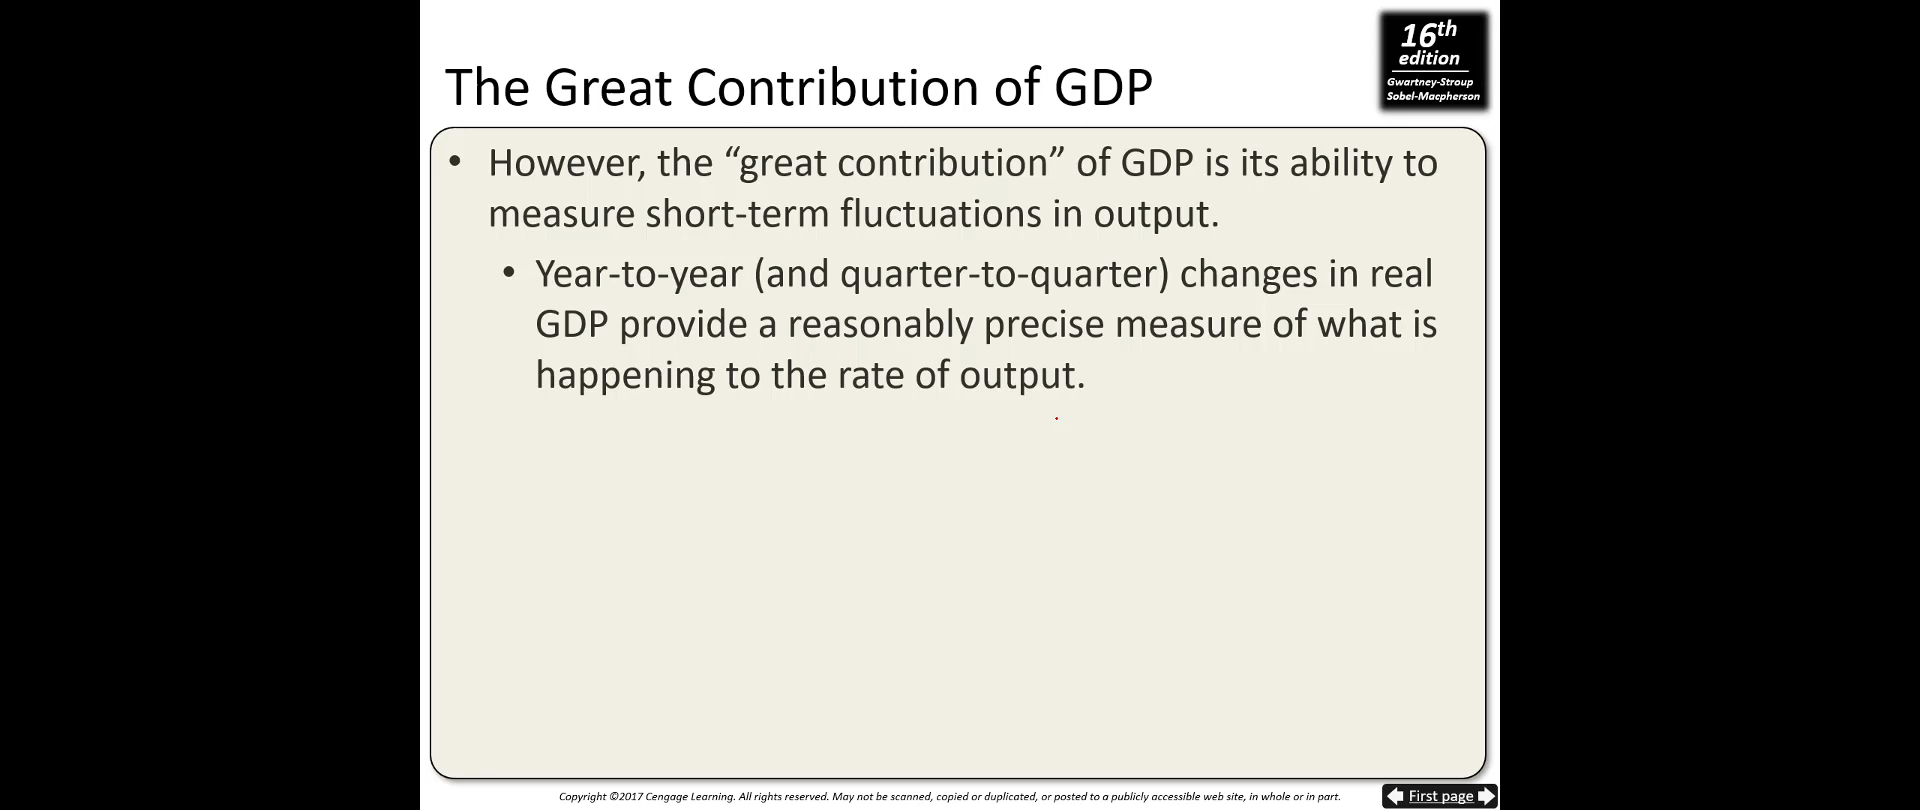 16th
edition
Gwartney-Stroup
Sobel-Macpherson
The Great Contribution of GDP
• However, the “great contribution” of GDP is its ability to
measure short-term fluctuations in output.
• Year-to-year (and quarter-to-quarter) changes in real
GDP provide a reasonably precise measure of what is
happening to the rate of output.
Copyright ©2017 Cengage Learning. All rights reserved. May not be scanned, copied or duplicated, or posted to a publicly accessible web site, in whole or in part.
First page